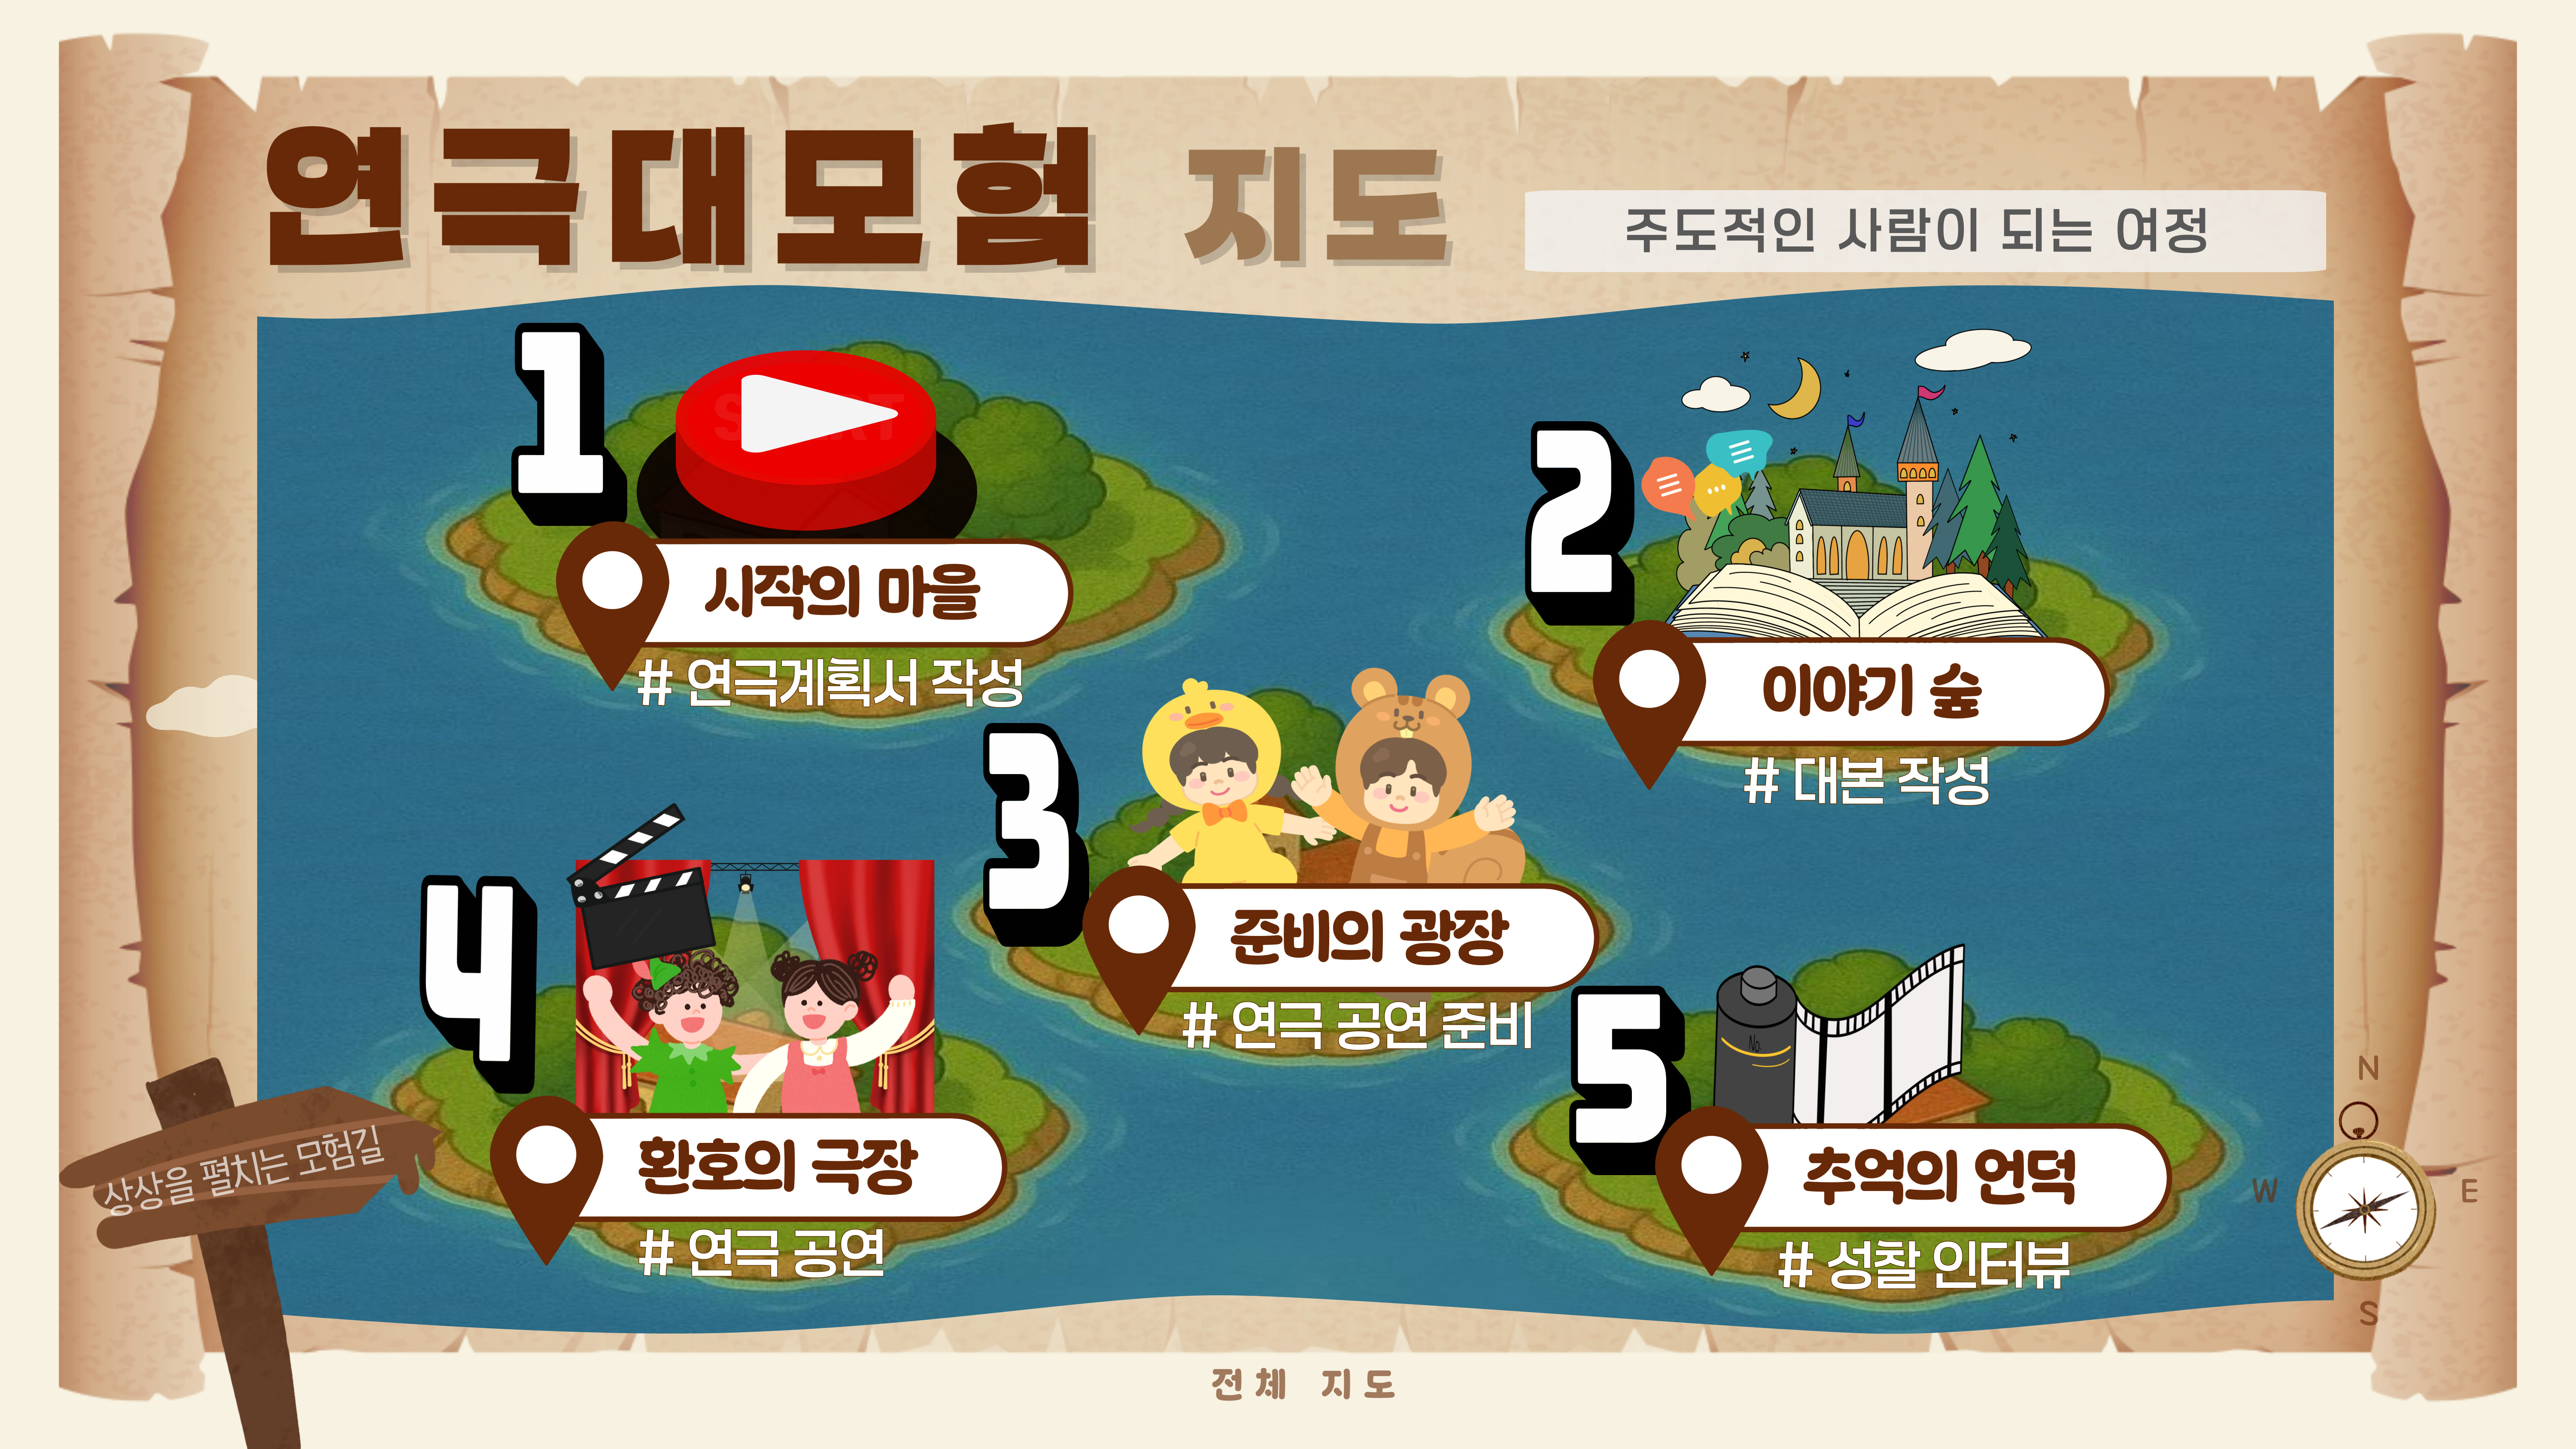 연극대모험 지도
주도적인 사람이 되는 여정
1
시작의 마을
# 연극계획서 작성
2
이야기 숲
# 대본 작성
3
준비의 광장
# 연극 공연 준비
4
환호의 극장
# 연극 공연
5
No.
추억의 언덕
# 성찰 인터뷰
상상을 펼치는 모험길
N
W
E
S
전체 지도